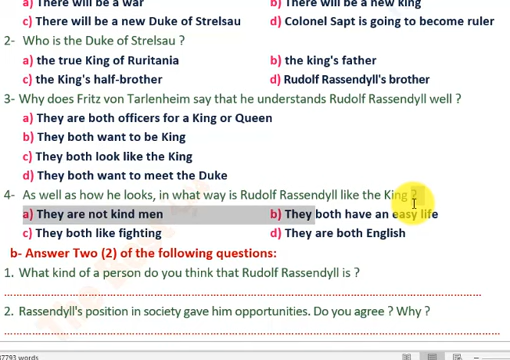 a) There will be a war b) There will be a new king
c) There will be a new Duke of Strelsau d) Colonel Sapt is going to become ruler
2- Who is the Duke of Strelsau ?
a) the true King of Ruritania b) the king's father
c) the King's half-brother d) Rudolf Rassendyll's brother
3- Why does Fritz von Tarlenheim say that he understands Rudolf Rassendyll well ?
a) They are both officers for a King or Queen
b) They both want to be King
c) They both look like the King
d) They both want to meet the Duke
4- As well as how he looks, in what way is Rudolf Rassendyll like the King ?
a) They are not kind men b) They both have an easy life
c) They both like fighting d) They are both English
b- Answer Two (2) of the following questions:
1. What kind of a person do you think that Rudolf Rassendyll is ?
2. Rassendyll's position in society gave him opportunities. Do you agree ? Why ?
37793 words